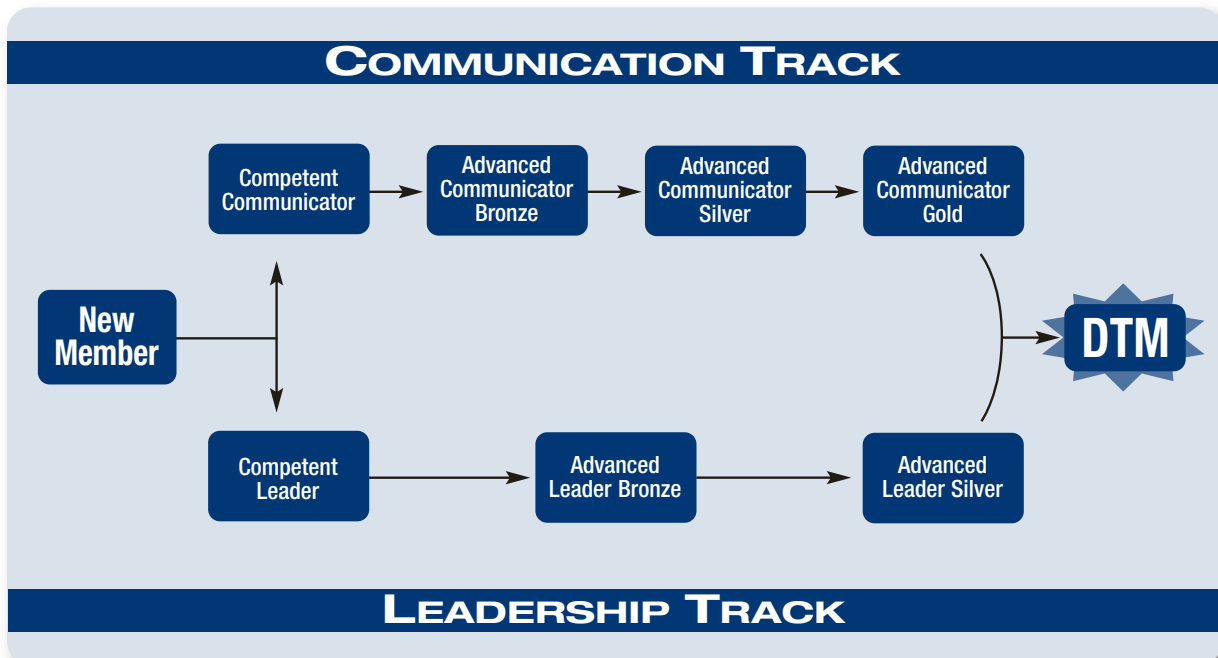 COMMUNICATION TRACK
Competent
Communicator
Advanced
Communicator
Bronze
Advanced
Communicator
Silver
Advanced
Communicator
Gold
New
Member
DTM
Competent
Leader
Advanced
Leader Bronze
Advanced
Leader Silver
LEADERSHIP TRACK